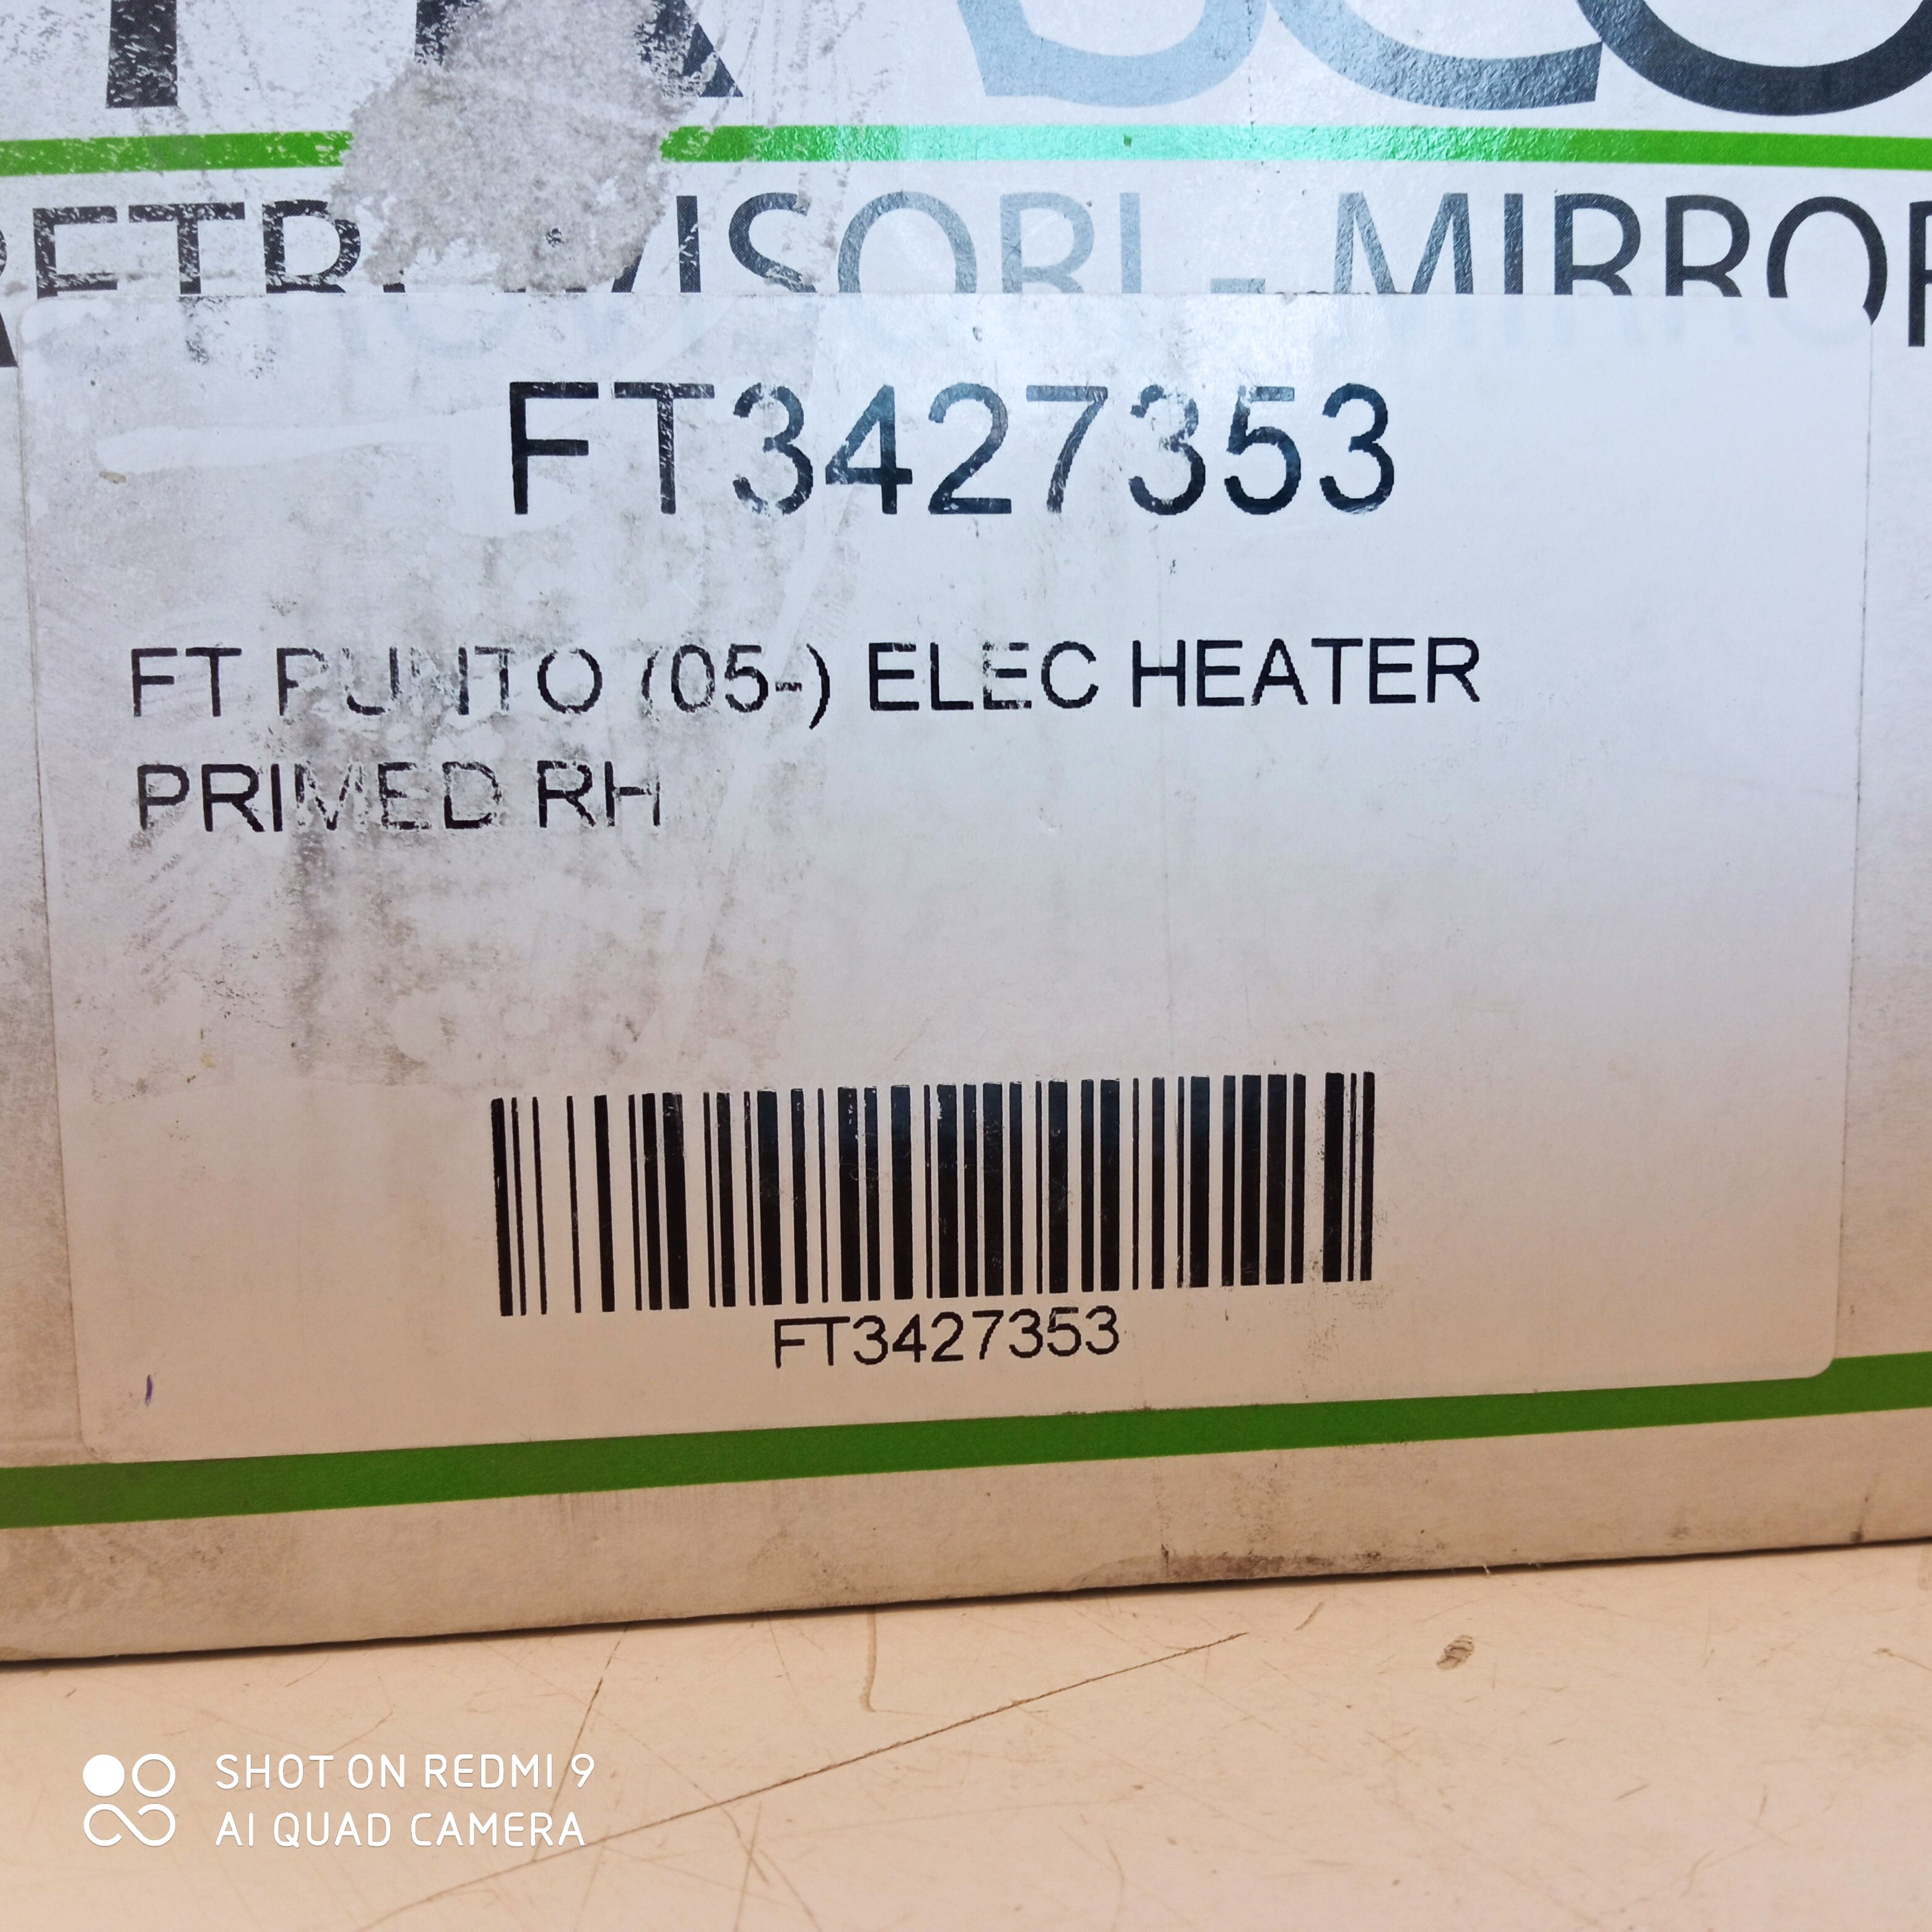 RETROVISORI - MIRROR
FT3427353
FT PUNTO (05-) ELEC HEATER
PRIMED RH
FT3427353
SHOT ON REDMI 9
AI QUAD CAMERA